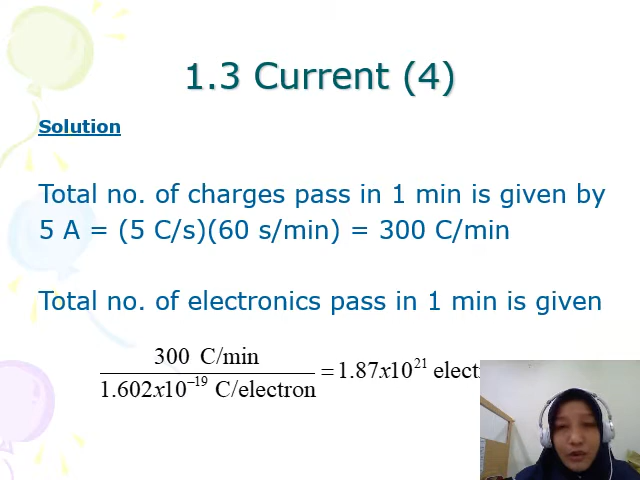 1.3 Current (4)
Solution
Total no. of charges pass in 1 min is given by
5 A = (5 C/s)(60 s/min) = 300 C/min
Total no. of electronics pass in 1 min is given
300 C/min
1.602x10⁻¹⁹ C/electron
= 1.87x10²¹